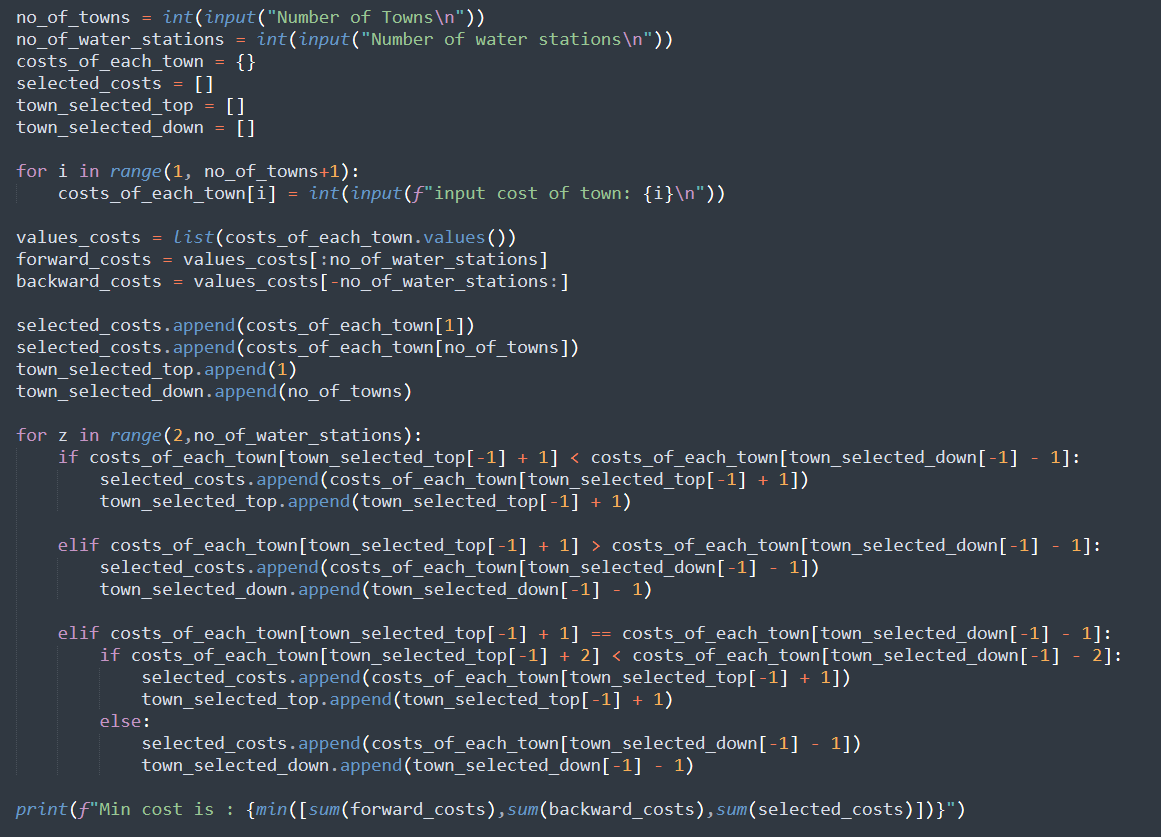 no_of_towns = int(input("Number of Towns\n"))
no_of_water_stations = int(input("Number of water stations\n"))
costs_of_each_town = {}
selected_costs = []
town_selected_top = []
town_selected_down = []

for i in range(1, no_of_towns+1):
    costs_of_each_town[i] = int(input(f"input cost of town: {i}\n"))

values_costs = list(costs_of_each_town.values())
forward_costs = values_costs[:no_of_water_stations]
backward_costs = values_costs[-no_of_water_stations:]

selected_costs.append(costs_of_each_town[1])
selected_costs.append(costs_of_each_town[no_of_towns])
town_selected_top.append(1)
town_selected_down.append(no_of_towns)

for z in range(2,no_of_water_stations):
    if costs_of_each_town[town_selected_top[-1] + 1] < costs_of_each_town[town_selected_down[-1] - 1]:
        selected_costs.append(costs_of_each_town[town_selected_top[-1] + 1])
        town_selected_top.append(town_selected_top[-1] + 1)

    elif costs_of_each_town[town_selected_top[-1] + 1] > costs_of_each_town[town_selected_down[-1] - 1]:
        selected_costs.append(costs_of_each_town[town_selected_down[-1] - 1])
        town_selected_down.append(town_selected_down[-1] - 1)

    elif costs_of_each_town[town_selected_top[-1] + 1] == costs_of_each_town[town_selected_down[-1] - 1]:
        if costs_of_each_town[town_selected_top[-1] + 2] < costs_of_each_town[town_selected_down[-1] - 2]:
            selected_costs.append(costs_of_each_town[town_selected_top[-1] + 1])
            town_selected_top.append(town_selected_top[-1] + 1)
        else:
            selected_costs.append(costs_of_each_town[town_selected_down[-1] - 1])
            town_selected_down.append(town_selected_down[-1] - 1)

print(f"Min cost is : {min([sum(forward_costs),sum(backward_costs),sum(selected_costs)])}")